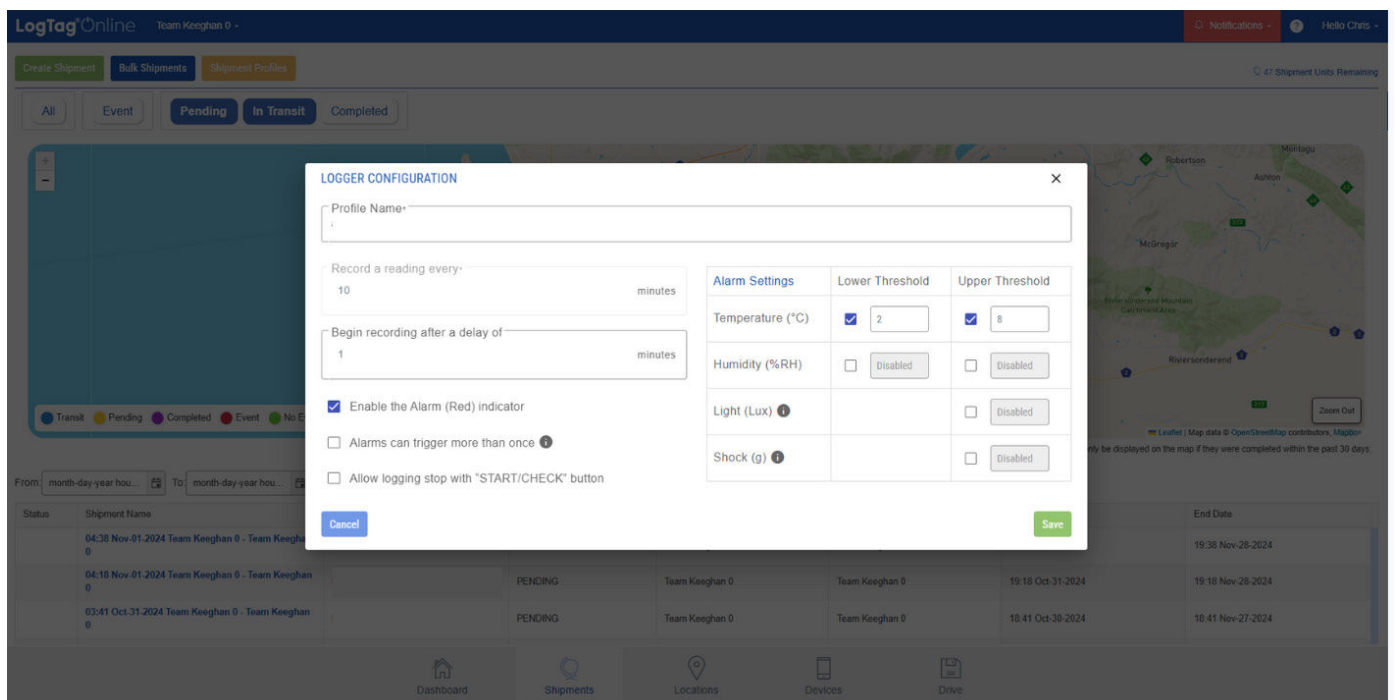 LogTag Online Team Keeghan 0
Notifications ? Hello Chris
Create Shipment Bulk Shipments Shipment Profiles
Shipment Units Remaining
All Event Pending In Transit Completed
+
−
Robertson
Montagu
Ashton
McGregor
Riviersonderend
LOGGER CONFIGURATION
Profile Name*
Record a reading every*
10 minutes
Begin recording after a delay of
1 minutes
Enable the Alarm (Red) indicator
Alarms can trigger more than once
Allow logging stop with "START/CHECK" button
Alarm Settings Lower Threshold Upper Threshold
Temperature (°C) 2 8
Humidity (%RH) Disabled Disabled
Light (Lux) Disabled
Shock (g) Disabled
Cancel Save
Transit Pending Completed Event No E
Zoom Out
Leaflet | Map data © OpenStreetMap contributors, Mapbox
nly be displayed on the map if they were completed within the past 30 days.
From: month-day-year hou... To: month-day-year hou...
Status Shipment Name End Date
04:38 Nov-01-2024 Team Keeghan 0 - Team Keegha
0
19:38 Nov-28-2024
04:18 Nov-01-2024 Team Keeghan 0 - Team Keeghan
0
PENDING Team Keeghan 0 Team Keeghan 0 19:18 Oct-31-2024 19:18 Nov-28-2024
03:41 Oct-31-2024 Team Keeghan 0 - Team Keeghan
0
PENDING Team Keeghan 0 Team Keeghan 0 18:41 Oct-30-2024 18:41 Nov-27-2024
Dashboard Shipments Locations Devices Drive